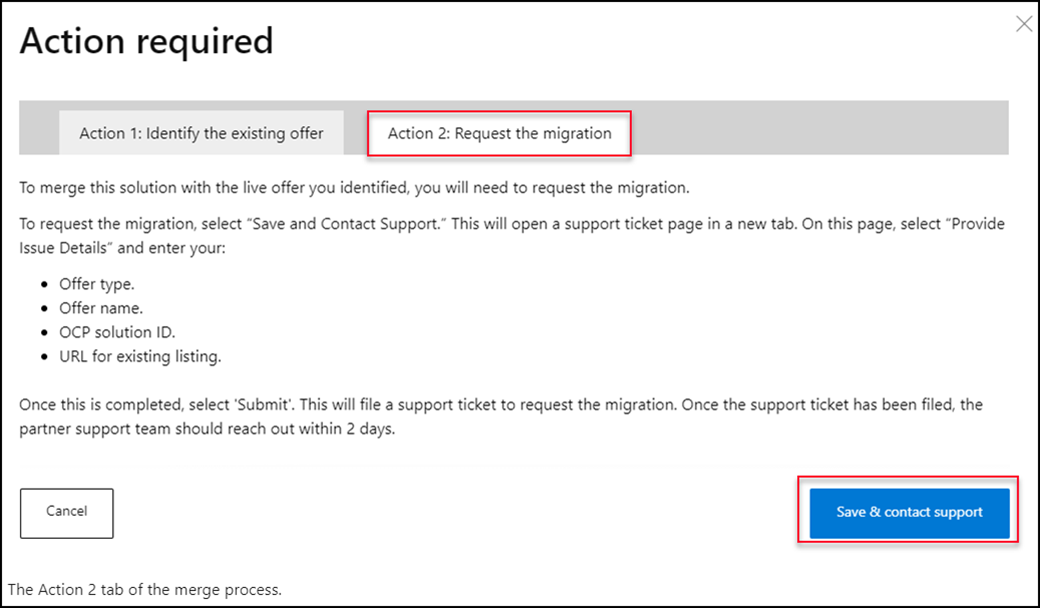 Action required
Action 1: Identify the existing offer
Action 2: Request the migration
To merge this solution with the live offer you identified, you will need to request the migration.
To request the migration, select “Save and Contact Support.” This will open a support ticket page in a new tab. On this page, select “Provide
Issue Details” and enter your:
• Offer type.
• Offer name.
• OCP solution ID.
• URL for existing listing.
Once this is completed, select 'Submit'. This will file a support ticket to request the migration. Once the support ticket has been filed, the
partner support team should reach out within 2 days.
Cancel
Save & contact support
The Action 2 tab of the merge process.